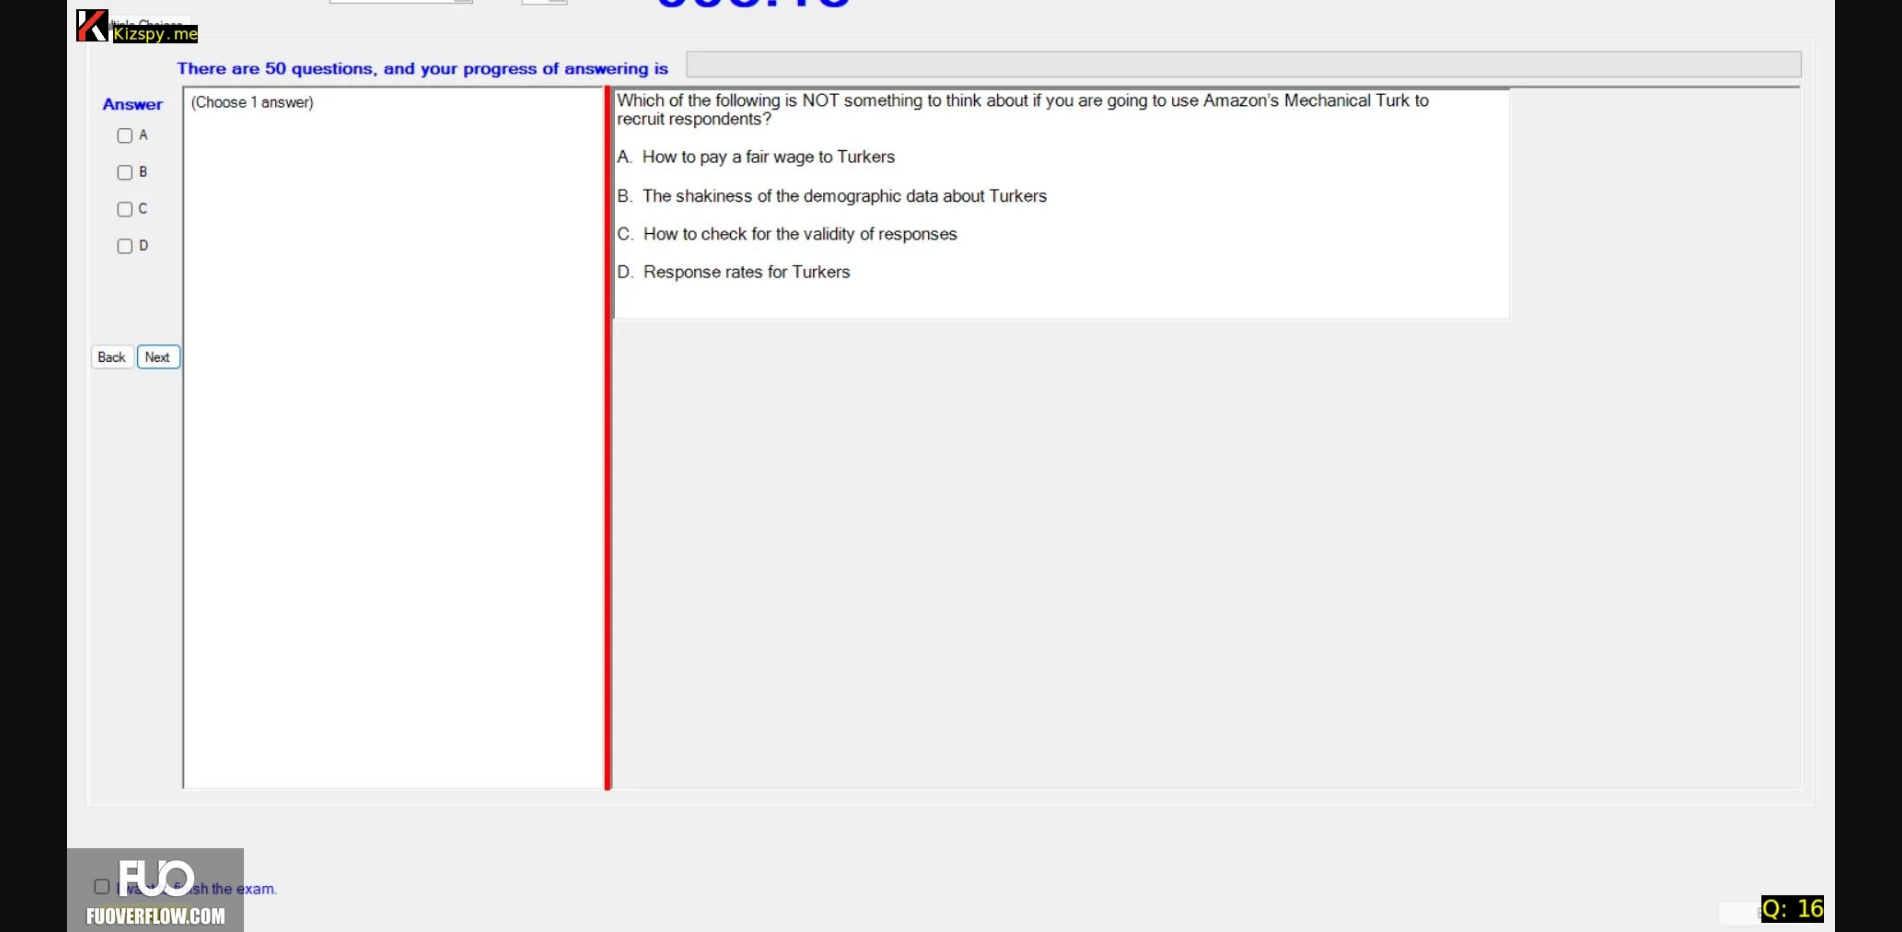 Kizspy.me
There are 50 questions, and your progress of answering is
Answer
(Choose 1 answer)
A
B
C
D
Back
Next
Which of the following is NOT something to think about if you are going to use Amazon's Mechanical Turk to
recruit respondents?
A. How to pay a fair wage to Turkers
B. The shakiness of the demographic data about Turkers
C. How to check for the validity of responses
D. Response rates for Turkers
FUO
the exam.
FUOVERFLOW.COM
Q: 16